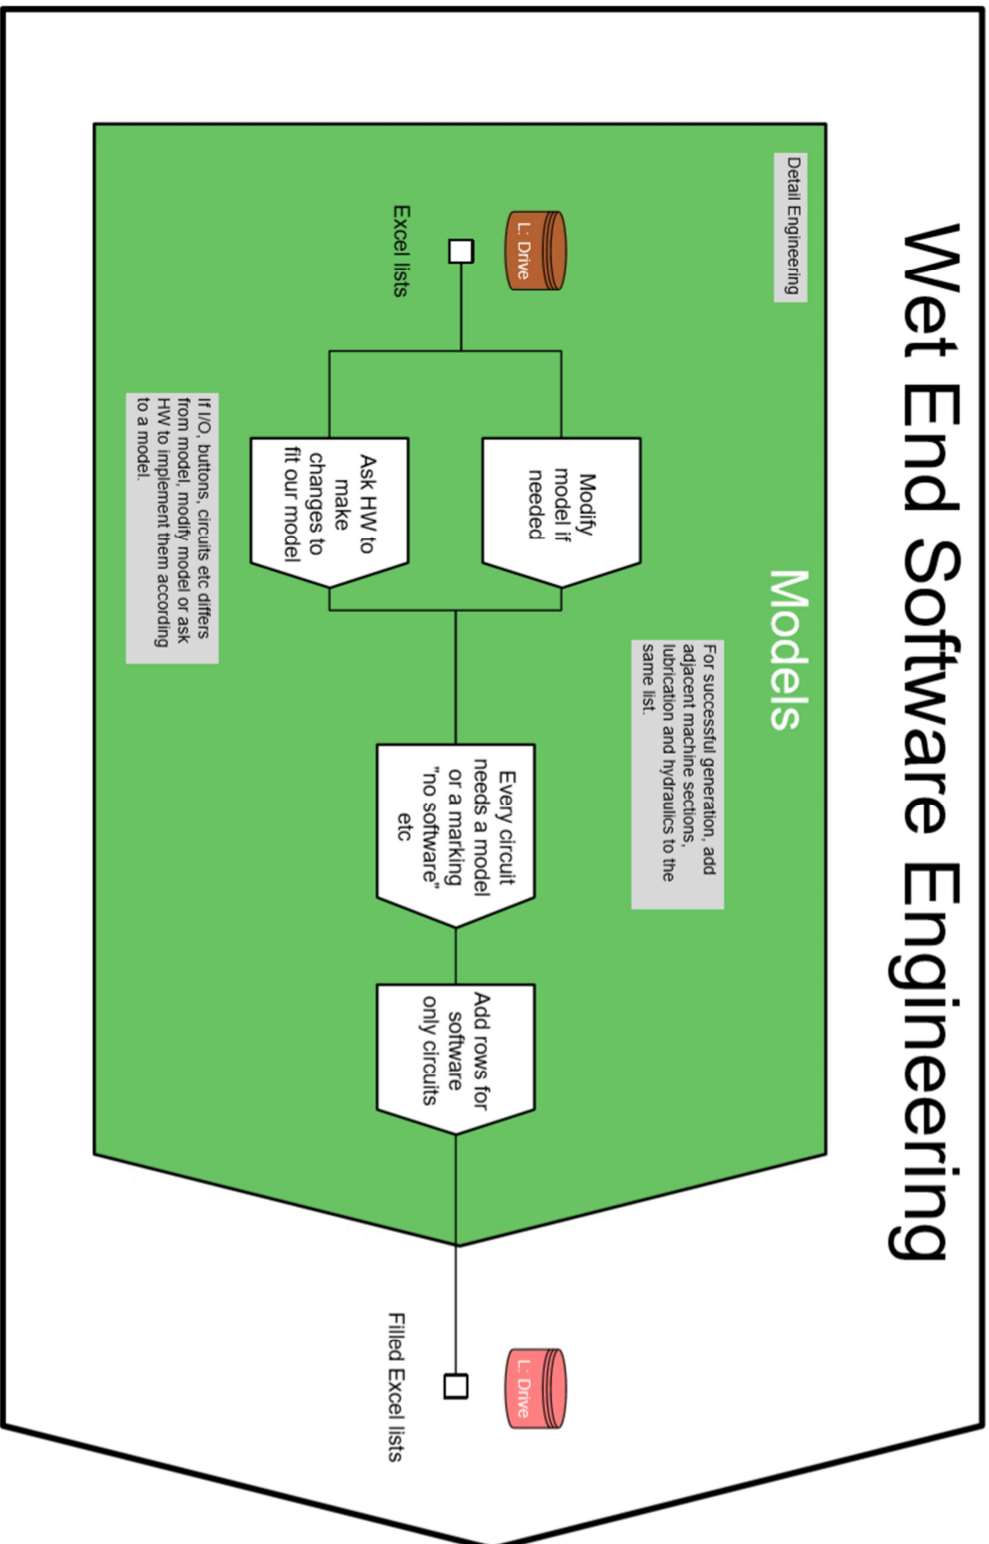 Wet End Software Engineering
Models
Detail Engineering
L: Drive
Excel lists
Modify
model if
needed
Ask HW to
make
changes to
fit our model
If I/O, buttons, circuits etc differs
from model, modify model or ask
HW to implement them according
to a model.
For successful generation, add
adjacent machine sections,
lubrication and hydraulics to the
same list.
Every circuit
needs a model
or a marking
"no software"
etc
Add rows for
software
only circuits
L: Drive
Filled Excel lists